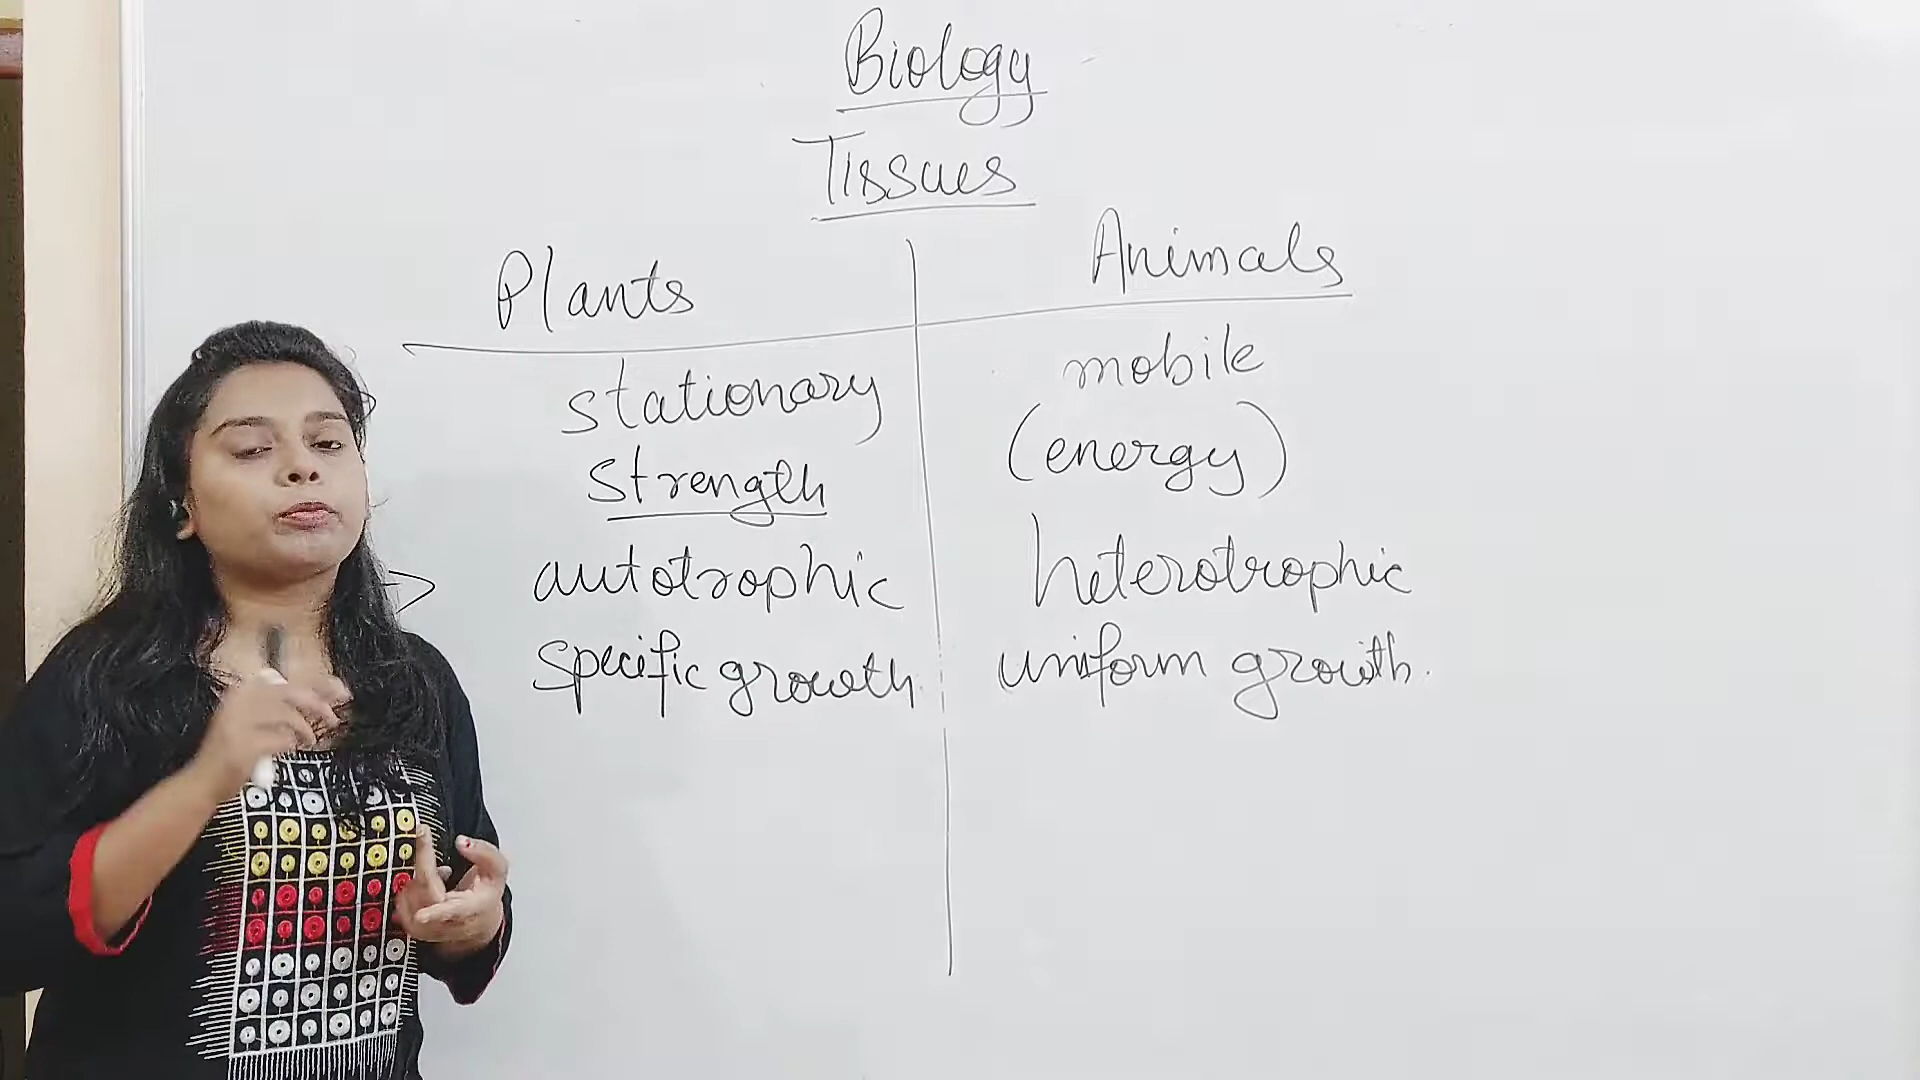 Biology
Tissues
Plants
Animals
stationary
mobile
strength
(energy)
autotrophic
heterotrophic
specific growth.
uniform growth.